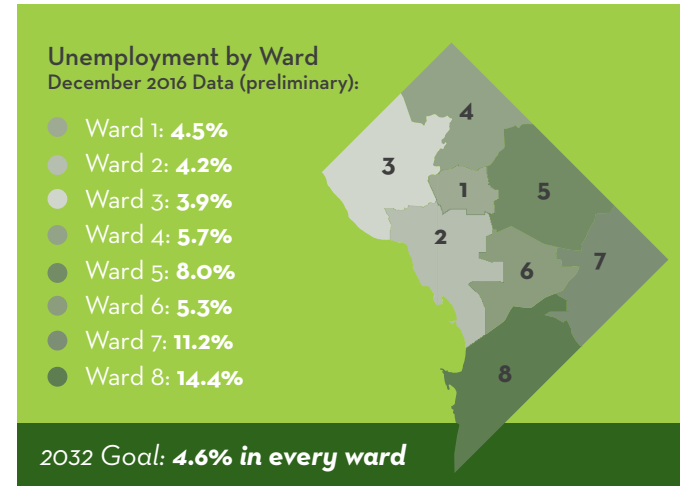 Unemployment by Ward
December 2016 Data (preliminary):
Ward 1: 4.5%
Ward 2: 4.2%
Ward 3: 3.9%
Ward 4: 5.7%
Ward 5: 8.0%
Ward 6: 5.3%
Ward 7: 11.2%
Ward 8: 14.4%
4
3
1
5
2
6
7
8
2032 Goal: 4.6% in every ward